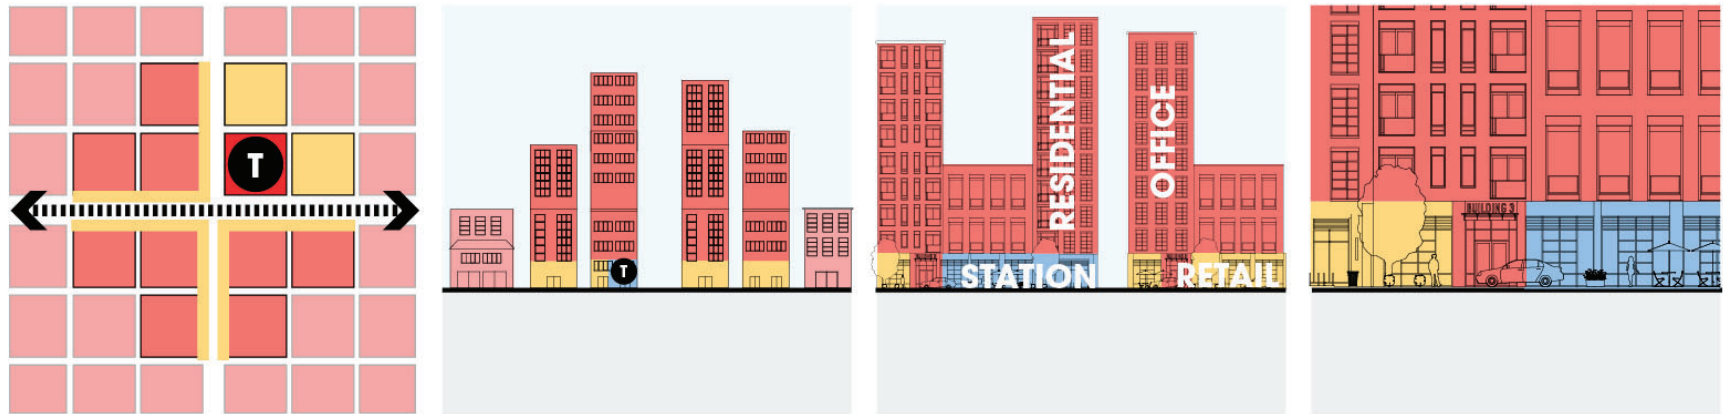 T
T
RESIDENTIAL
OFFICE
STATION
RETAIL
BUILDING 3